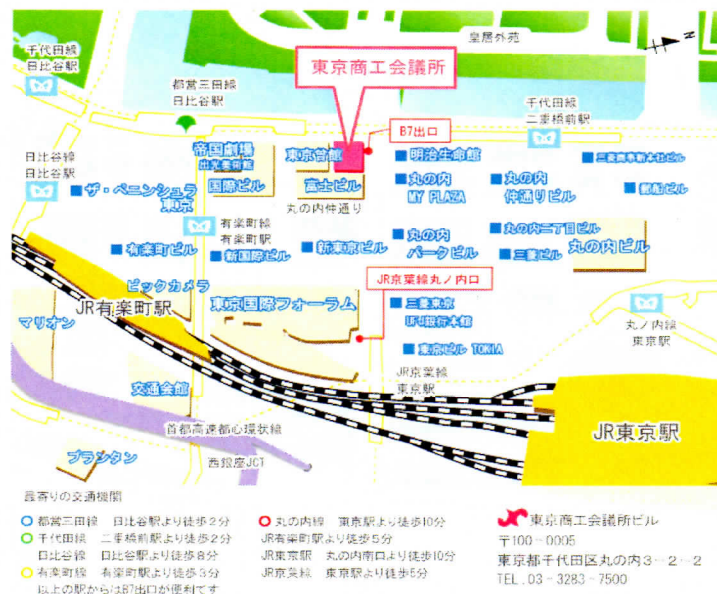 皇居外苑
N
千代田線
日比谷駅
都営三田線
日比谷駅
東京商工会議所
千代田線
二重橋前駅
B7出口
帝国劇場
出光美術館
国際ビル
東京會館
富士ビル
丸の内仲通り
明治生命館
三菱商事新本社ビル
日比谷線
日比谷駅
ザ・ペニンシュラ
東京
丸の内
MY PLAZA
丸の内
仲通りビル
郵船ビル
有楽町線
有楽町駅
有楽町ビル
新国際ビル
新東京ビル
丸の内
パークビル
丸の内二丁目ビル
三菱ビル
丸の内ビル
ビックカメラ
JR有楽町駅
東京国際フォーラム
JR京葉線丸ノ内口
三菱東京
UFJ銀行本館
マリオン
丸ノ内線
東京駅
東京ビル TOKIA
JR京葉線
東京駅
交通会館
首都高速都心環状線
JR東京駅
プランタン
西銀座JCT
最寄りの交通機関
都営三田線 日比谷駅より徒歩2分
千代田線 二重橋前駅より徒歩2分
日比谷線 日比谷駅より徒歩8分
有楽町線 有楽町駅より徒歩3分
以上の駅からはB7出口が便利です
丸の内線 東京駅より徒歩10分
JR有楽町駅より徒歩5分
JR東京駅 丸の内南口より徒歩10分
JR京葉線 東京駅より徒歩5分
東京商工会議所ビル
〒100-0005
東京都千代田区丸の内3-2-2
TEL.03-3283-7500